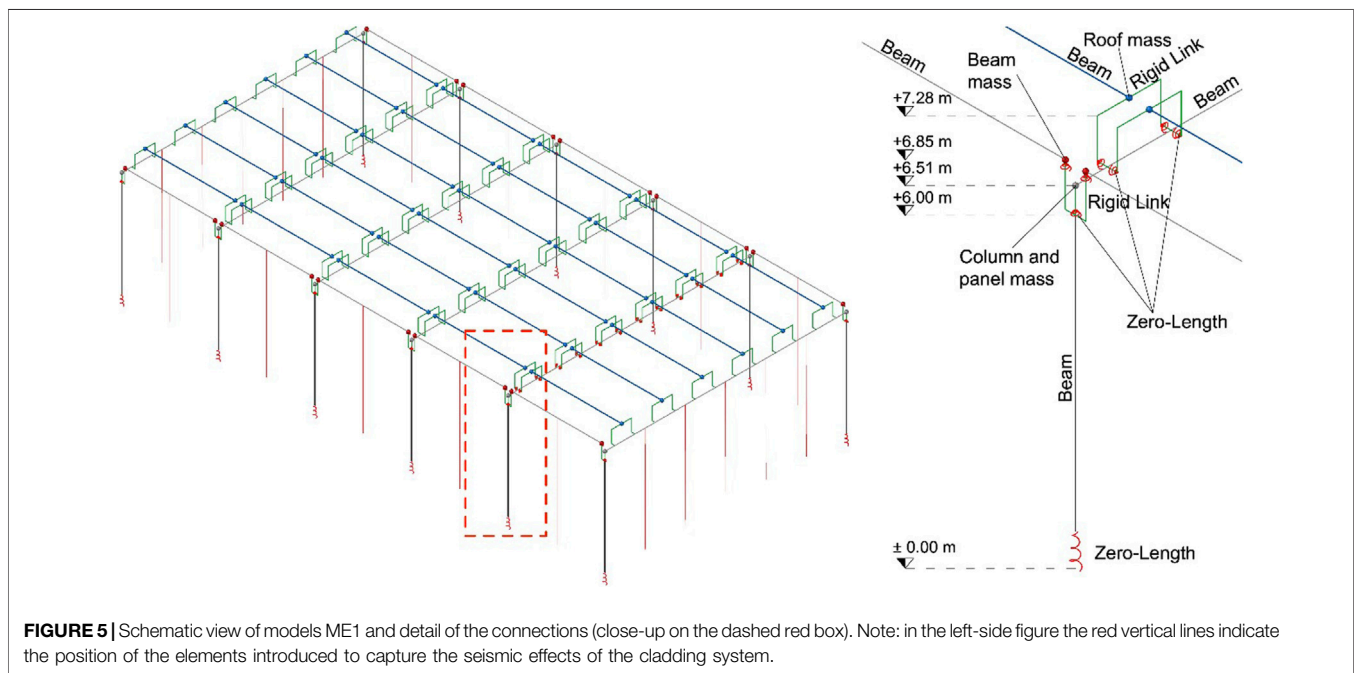 Roof mass
Beam
Beam
mass
Beam
Rigid Link
Beam
+7.28 m
+6.85 m
+6.51 m
+6.00 m
Rigid Link
Column and
panel mass
Zero-Length
Beam
± 0.00 m
Zero-Length
FIGURE 5 | Schematic view of models ME1 and detail of the connections (close-up on the dashed red box). Note: in the left-side figure the red vertical lines indicate
the position of the elements introduced to capture the seismic effects of the cladding system.